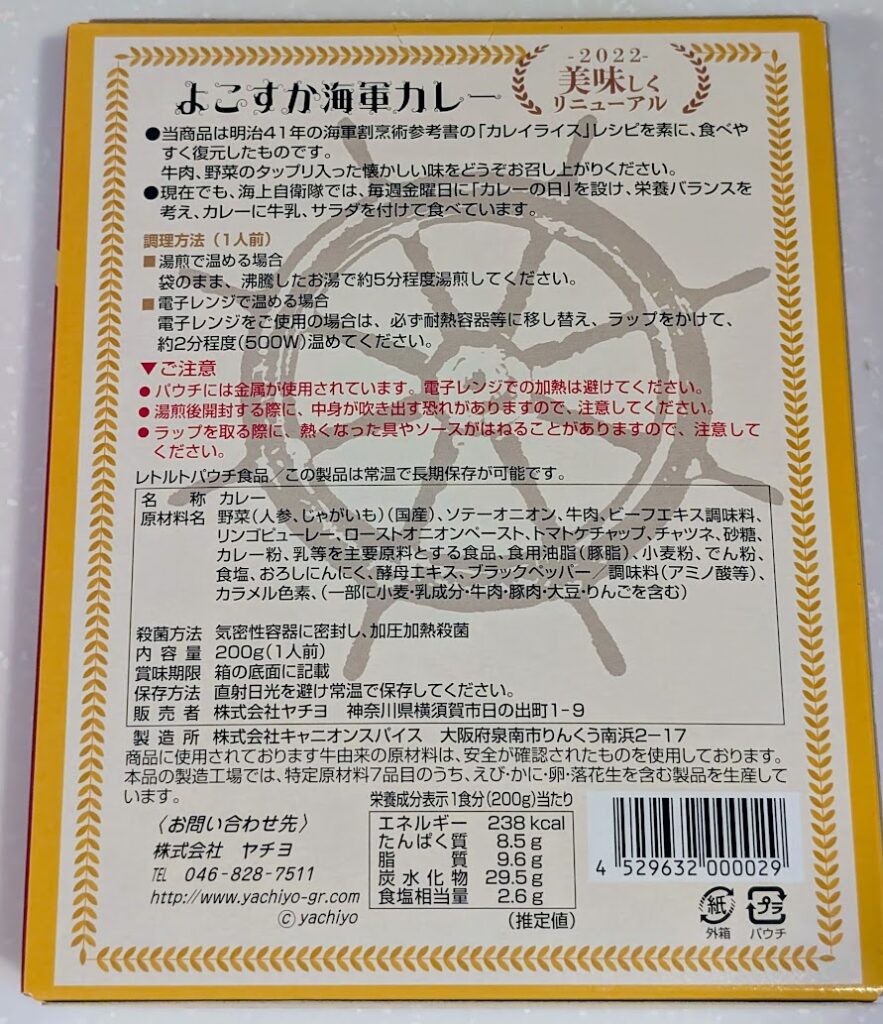 よこすか海軍カレー
-2022-
美味しく
リニューアル
●当商品は明治41年の海軍割烹術参考書の「カレイライス」レシピを素に、食べや
すく復元したものです。
牛肉、野菜のタップリ入った懐かしい味をどうぞお召し上がりください。
●現在でも、海上自衛隊では、毎週金曜日に「カレーの日」を設け、栄養バランスを
考え、カレーに牛乳、サラダを付けて食べています。
調理方法（1人前）
■湯煎で温める場合
袋のまま、沸騰したお湯で約5分程度湯煎してください。
■電子レンジで温める場合
電子レンジをご使用の場合は、必ず耐熱容器等に移し替え、ラップをかけて、
約2分程度(500W)温めてください。
▼ご注意
●パウチには金属が使用されています。電子レンジでの加熱は避けてください。
●湯煎後開封する際に、中身が吹き出す恐れがありますので、注意してください。
●ラップを取る際に、熱くなった具やソースがはねることがありますので、注意して
ください。
レトルトパウチ食品／この製品は常温で長期保存が可能です。
名称 カレー
原材料名 野菜(人参、じゃがいも)(国産)、ソテーオニオン、牛肉、ビーフエキス調味料、
リンゴピューレー、ローストオニオンペースト、トマトケチャップ、チャツネ、砂糖、
カレー粉、乳等を主要原料とする食品、食用油脂(豚脂)、小麦粉、でん粉、
食塩、おろしにんにく、酵母エキス、ブラックペッパー／調味料(アミノ酸等)、
カラメル色素、(一部に小麦・乳成分・牛肉・豚肉・大豆・りんごを含む)
殺菌方法 気密性容器に密封し、加圧加熱殺菌
内容量 200g(1人前)
賞味期限 箱の底面に記載
保存方法 直射日光を避け常温で保存してください。
販売者 株式会社ヤチヨ 神奈川県横須賀市日の出町1-9
製造所 株式会社キャニオンスパイス 大阪府泉南市りんくう南浜2-17
商品に使用されております牛由来の原材料は、安全が確認されたものを使用しております。
本品の製造工場では、特定原材料7品目のうち、えび・かに・卵・落花生を含む製品を生産して
います。
〈お問い合わせ先〉
株式会社 ヤチヨ
℡ 046-828-7511
http://www.yachiyo-gr.com
©yachiyo
栄養成分表示1食分(200g)当たり
エネルギー 238kcal
たんぱく質 8.5g
脂質 9.6g
炭水化物 29.5g
食塩相当量 2.6g
(推定値)
4 529632 000029
紙
外箱
プラ
パウチ